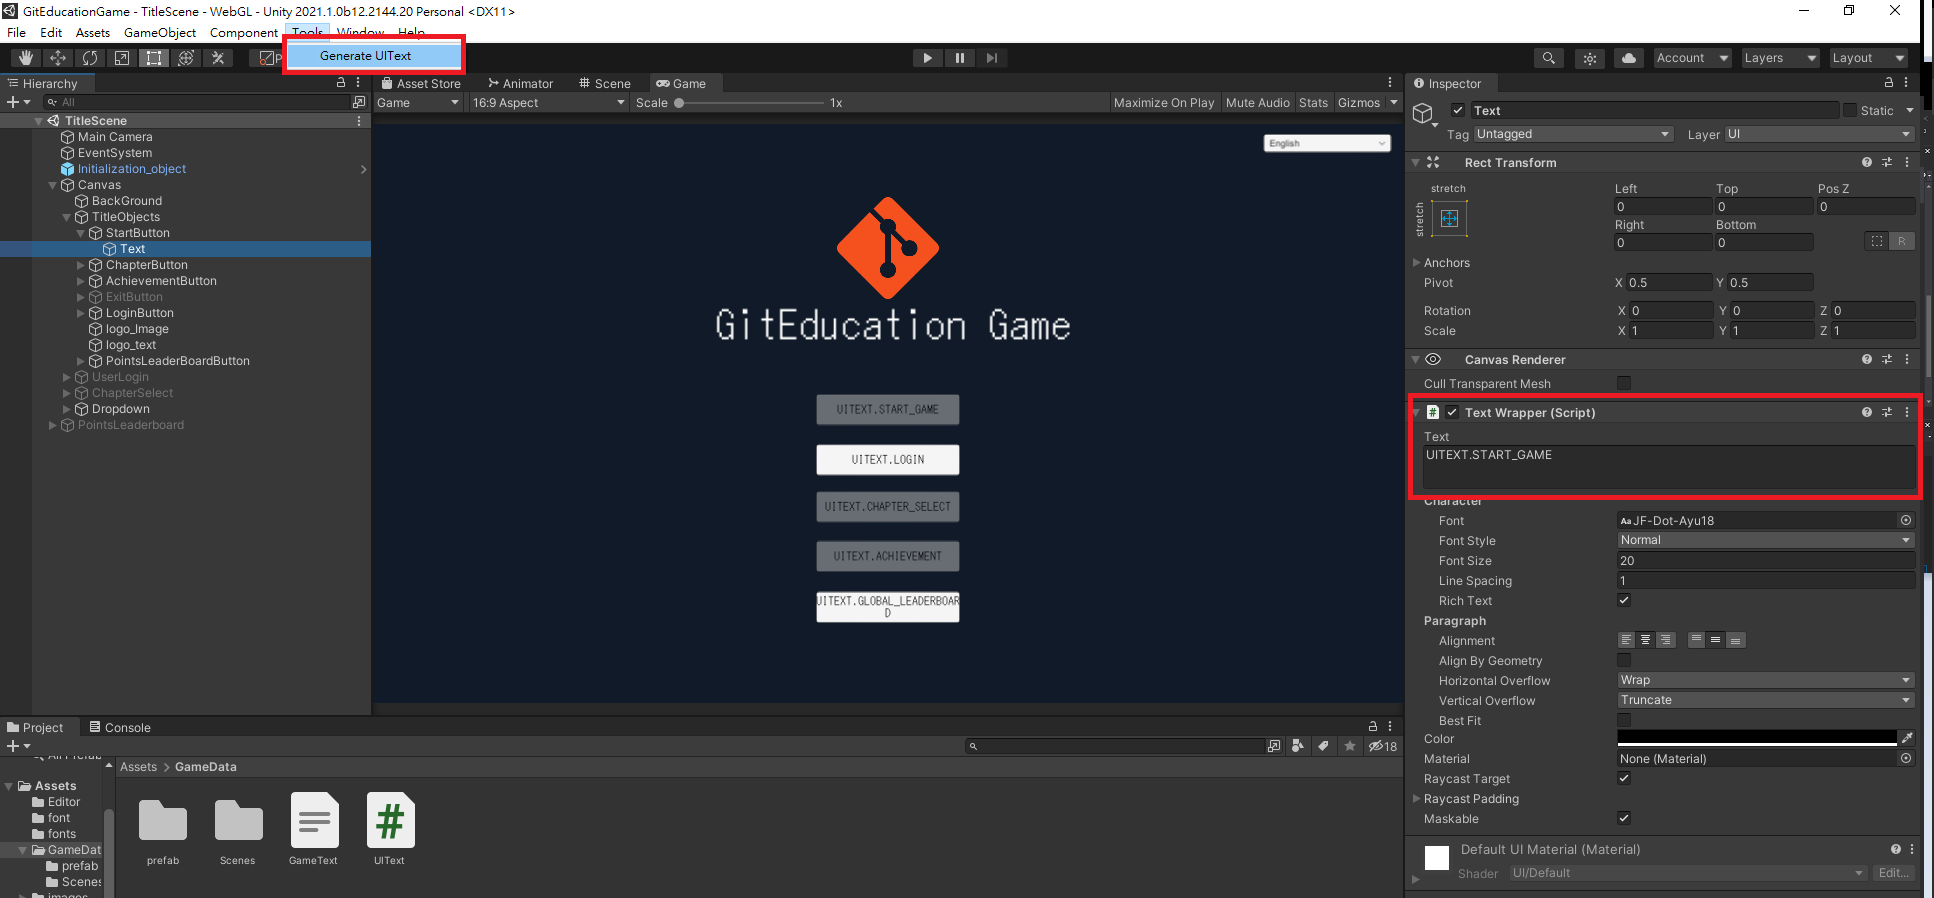 GitEducationGame - TitleScene - WebGL - Unity 2021.1.0b12.2144.20 Personal <DX11>
File Edit Assets GameObject Component Tools Window Help
Generate UIText
Account Layers Layout
Hierarchy
All
TitleScene
Main Camera
EventSystem
Initialization_object
Canvas
BackGround
TitleObjects
StartButton
Text
ChapterButton
AchievementButton
ExitButton
LoginButton
logo_Image
logo_text
PointsLeaderBoardButton
UserLogin
ChapterSelect
Dropdown
PointsLeaderboard
Asset Store Animator Scene Game
Game 16:9 Aspect Scale 1x Maximize On Play Mute Audio Stats Gizmos
English
GitEducation Game
UITEXT.START_GAME
UITEXT.LOGIN
UITEXT.CHAPTER_SELECT
UITEXT.ACHIEVEMENT
UITEXT.GLOBAL_LEADERBOAR
D
Inspector
Text Static
Tag Untagged Layer UI
Rect Transform
stretch Left Top Pos Z
stretch 0 0 0
Right Bottom
0 0 R
Anchors
Pivot X 0.5 Y 0.5
Rotation X 0 Y 0 Z 0
Scale X 1 Y 1 Z 1
Canvas Renderer
Cull Transparent Mesh
# Text Wrapper (Script)
Text
UITEXT.START_GAME
Character
Font Aa JF-Dot-Ayu18
Font Style Normal
Font Size 20
Line Spacing 1
Rich Text
Paragraph
Alignment
Align By Geometry
Horizontal Overflow Wrap
Vertical Overflow Truncate
Best Fit
Color
Material None (Material)
Raycast Target
Raycast Padding
Maskable
Default UI Material (Material)
Shader UI/Default Edit...
Project Console
18
All Prefab
Assets
Editor
font
fonts
GameDat
prefab
Scenes
images
Assets > GameData
prefab Scenes GameText # UIText